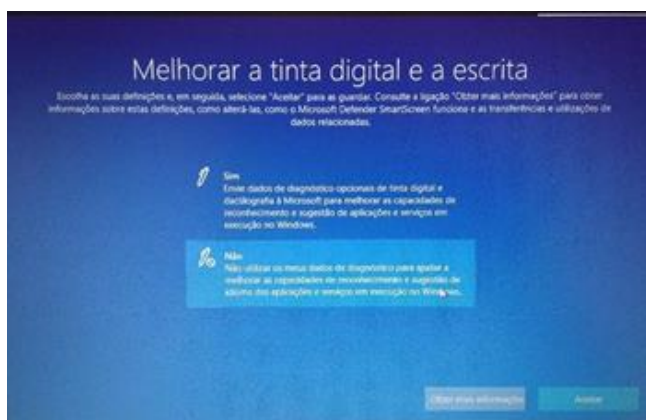 Melhorar a tinta digital e a escrita
Escolha as suas definições e, em seguida, selecione "Aceitar" para as guardar. Consulte a ligação "Obter mais informações" para obter
informações sobre estas definições, como alterá-las, como o Microsoft Defender SmartScreen funciona e as transferências e utilizações de
dados relacionadas.
Sim
Envie dados de diagnóstico opcionais de tinta digital e
dactilografia à Microsoft para melhorar as capacidades de
reconhecimento e sugestão de aplicações e serviços em
execução no Windows.
Não
Não utilizar os meus dados de diagnóstico para ajudar a
melhorar as capacidades de reconhecimento e sugestão de
idioma das aplicações e serviços em execução no Windows.
Obter mais informações
Aceitar